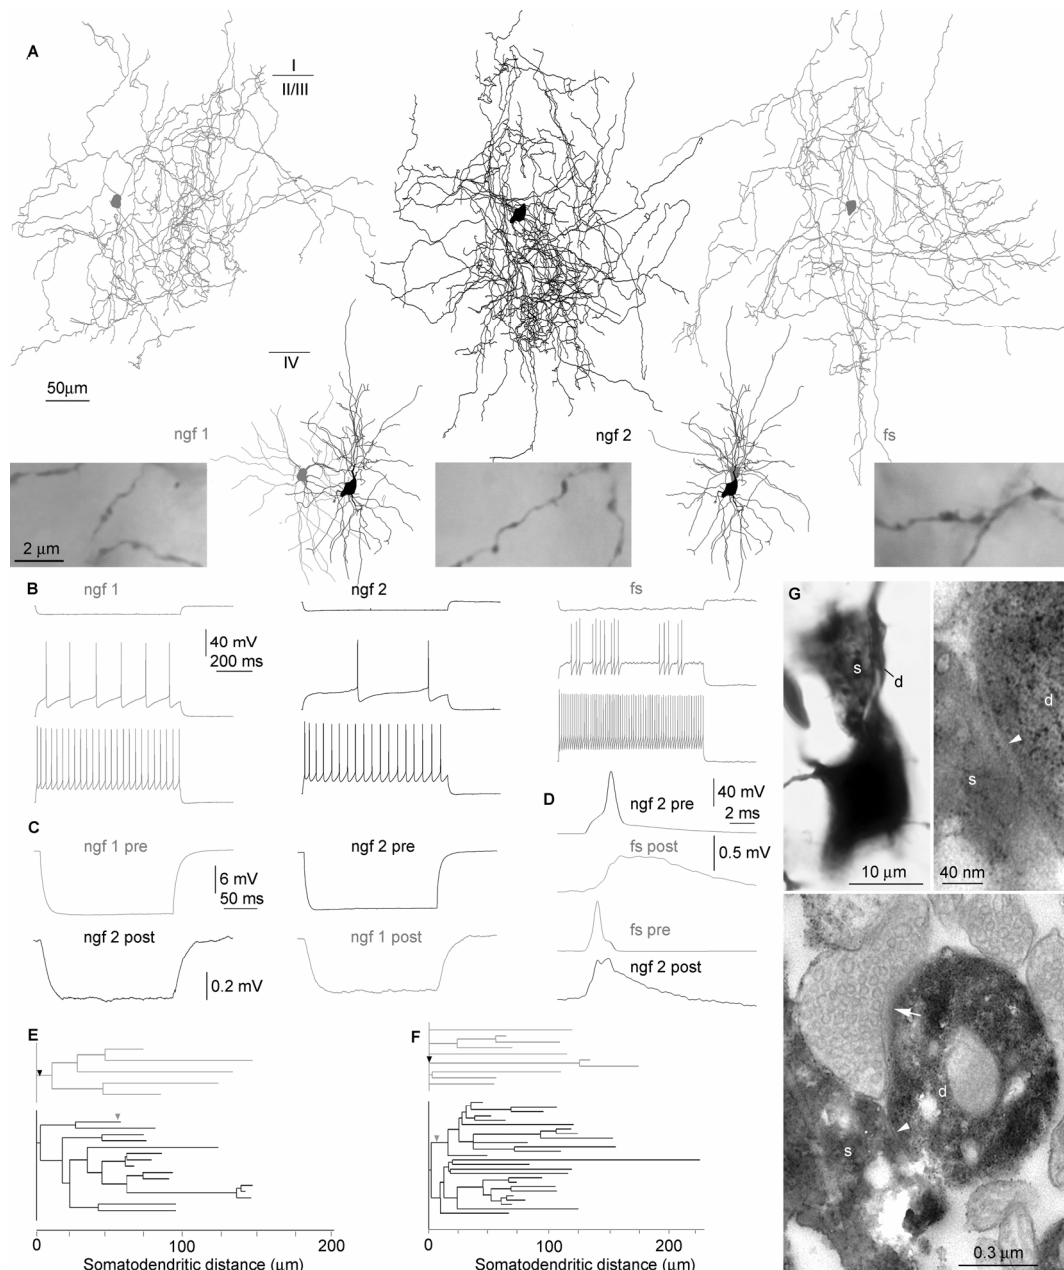 A
I
II/III
IV
50µm
ngf 1
ngf 2
fs
2 µm
B
ngf 1
ngf 2
fs
40 mV
200 ms
C
ngf 1 pre
ngf 2 pre
6 mV
50 ms
ngf 2 post
ngf 1 post
0.2 mV
D
ngf 2 pre
40 mV
2 ms
fs post
0.5 mV
fs pre
ngf 2 post
E
0 100 200
Somatodendritic distance (µm)
F
0 100 200
Somatodendritic distance (µm)
G
s
d
10 µm
d
s
40 nm
d
s
0.3 µm